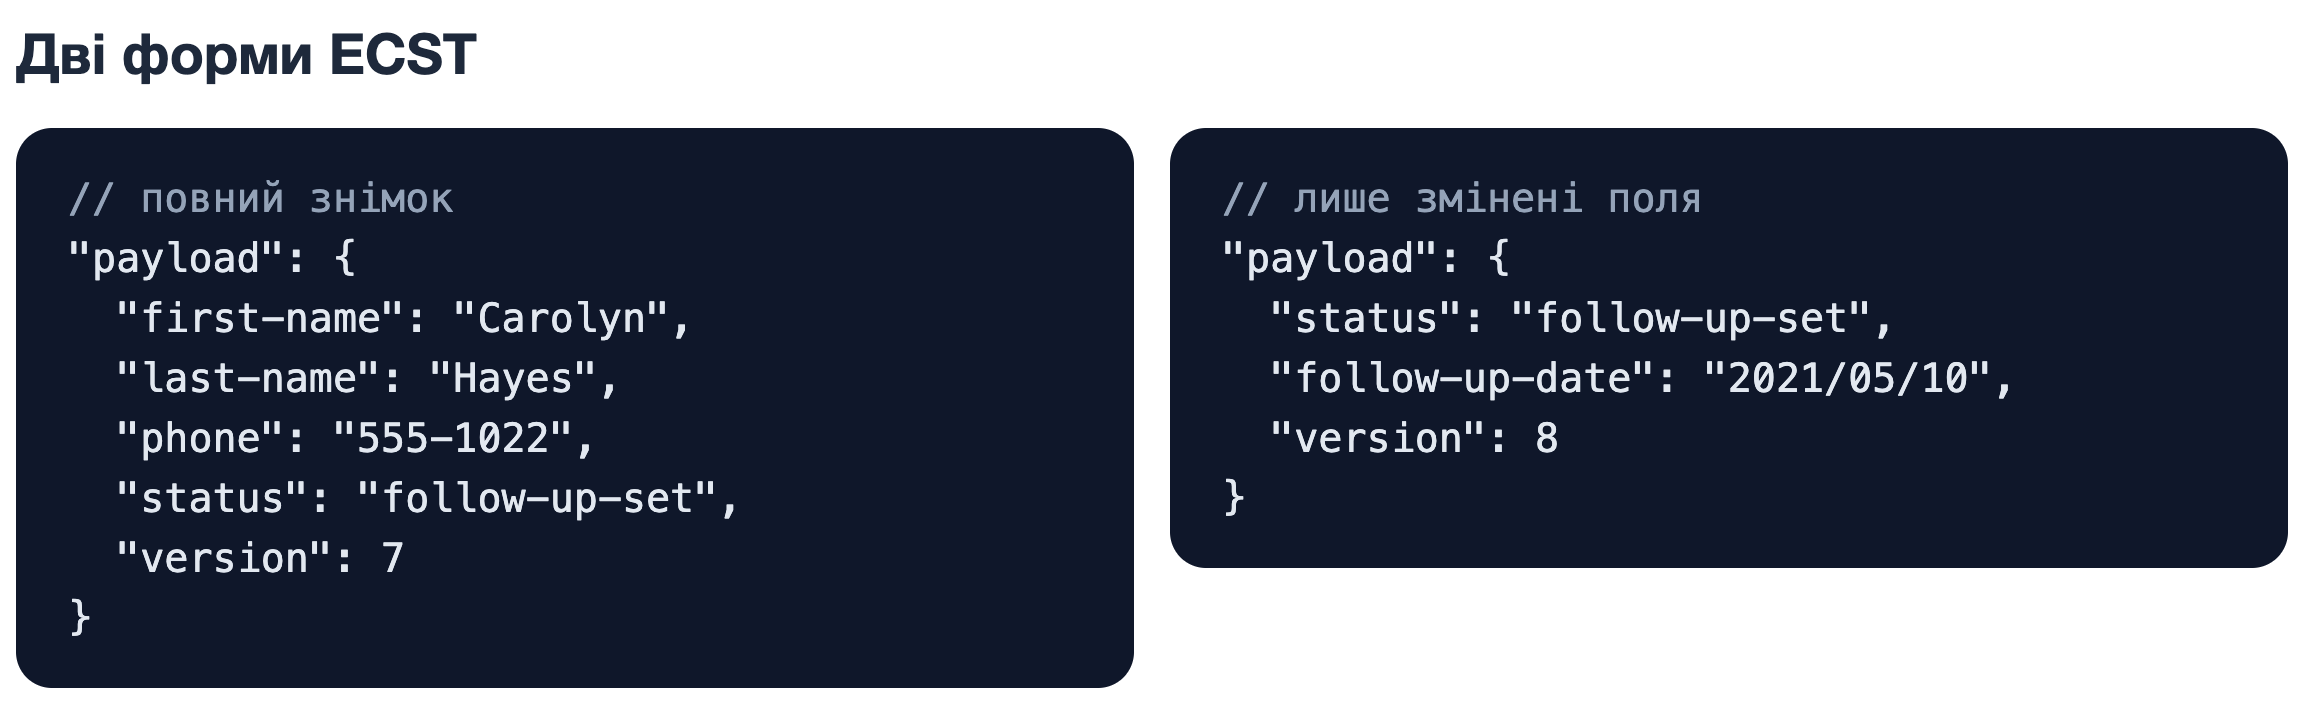 Дві форми ECST
// повний знімок
"payload": {
  "first-name": "Carolyn",
  "last-name": "Hayes",
  "phone": "555-1022",
  "status": "follow-up-set",
  "version": 7
}
// лише змінені поля
"payload": {
  "status": "follow-up-set",
  "follow-up-date": "2021/05/10",
  "version": 8
}